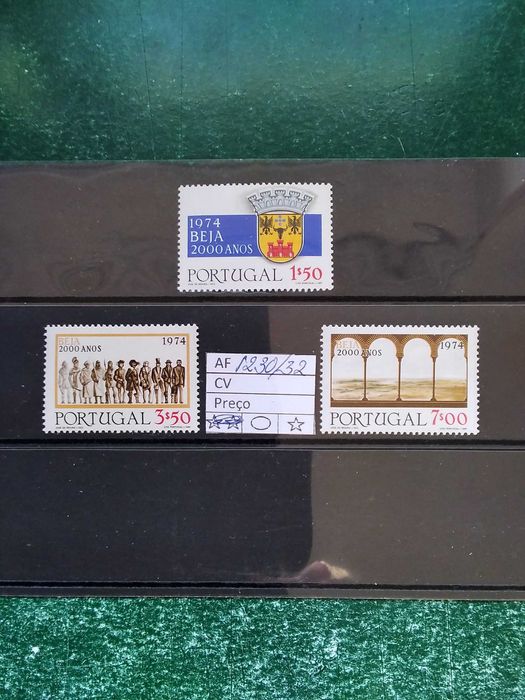 1974
BEJA
2000 ANOS
PORTUGAL 1$50
BEJA 1974
2000 ANOS
PORTUGAL 3$50
AF 1230/32
CV
Preço
BEJA 1974
2000 ANOS
PORTUGAL 7$00